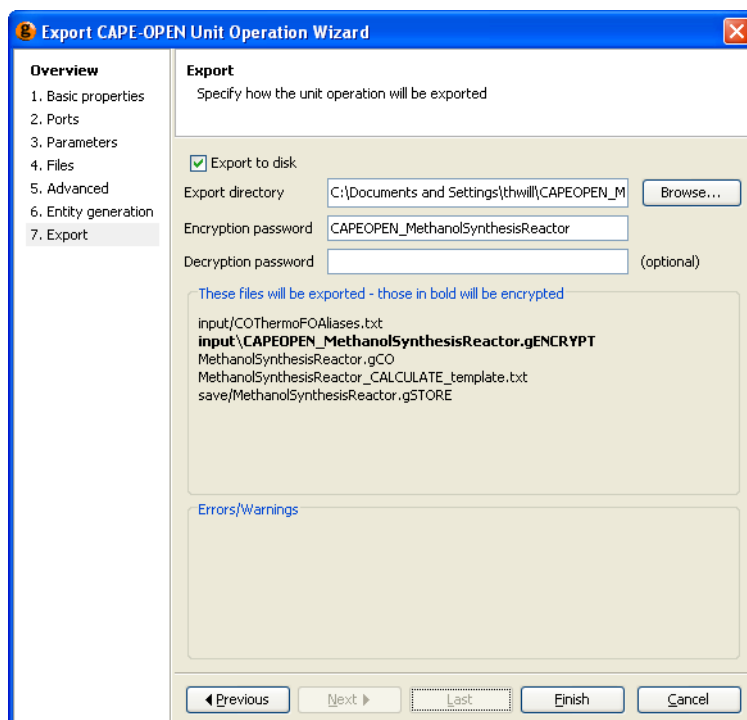 Export CAPE-OPEN Unit Operation Wizard
Overview
1. Basic properties
2. Ports
3. Parameters
4. Files
5. Advanced
6. Entity generation
7. Export
Export
Specify how the unit operation will be exported
Export to disk
Export directory C:\Documents and Settings\thwill\CAPEOPEN_M Browse...
Encryption password CAPEOPEN_MethanolSynthesisReactor
Decryption password (optional)
These files will be exported - those in bold will be encrypted
input/COThermoFOAliases.txt
input\CAPEOPEN_MethanolSynthesisReactor.gENCRYPT
MethanolSynthesisReactor.gCO
MethanolSynthesisReactor_CALCULATE_template.txt
save/MethanolSynthesisReactor.gSTORE
Errors/Warnings
Previous Next Last Finish Cancel